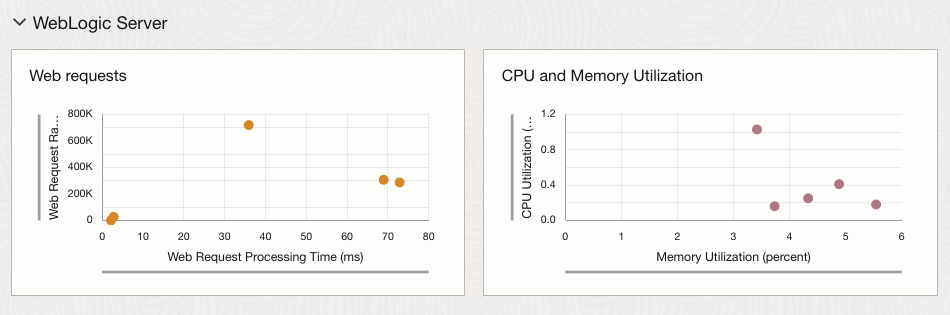 WebLogic Server
Web requests
Web Request Ra...
800K
600K
400K
200K
0
0 10 20 30 40 50 60 70 80
Web Request Processing Time (ms)
CPU and Memory Utilization
CPU Utilization (...
1.2
0.8
0.4
0.0
0 1 2 3 4 5 6
Memory Utilization (percent)